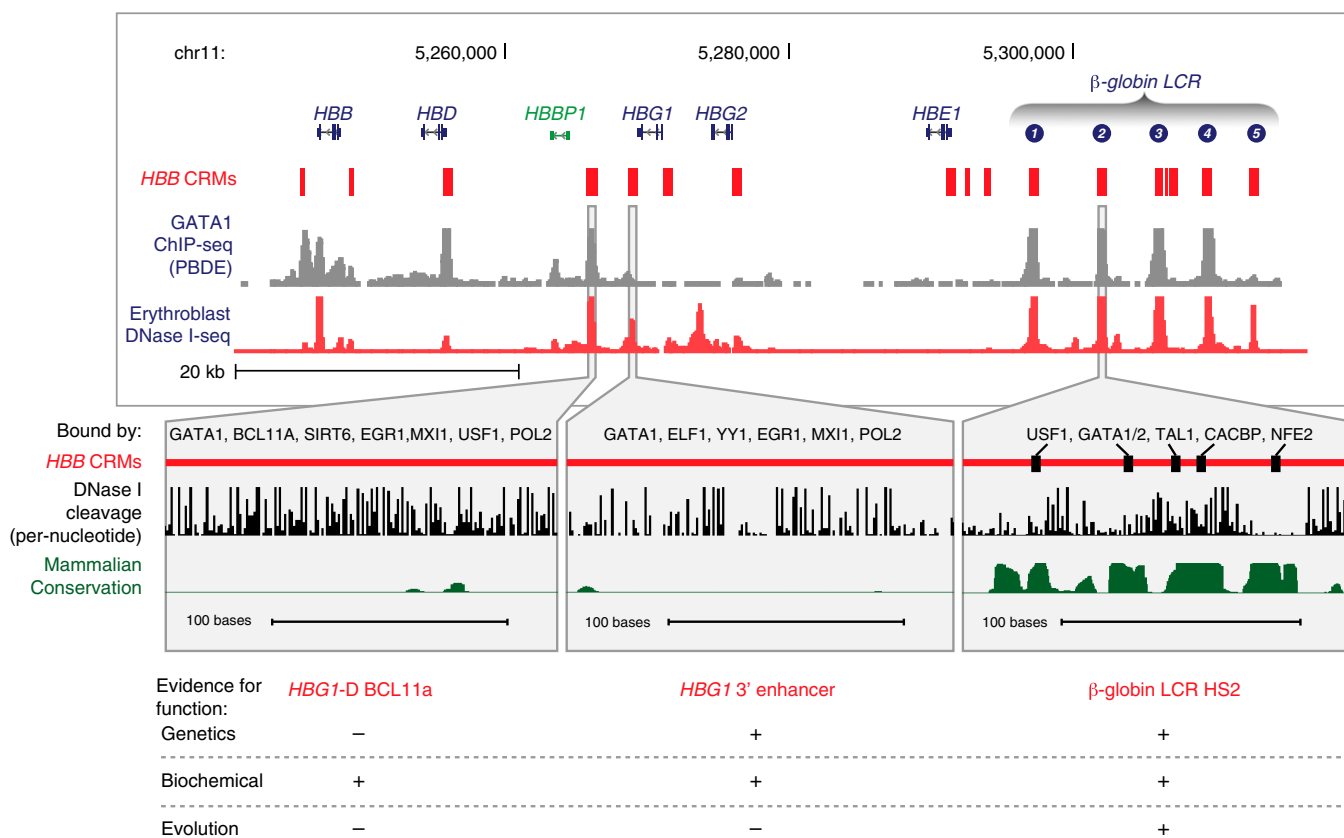 chr11: 5,260,000 5,280,000 5,300,000
β-globin LCR
HBB HBD HBBP1 HBG1 HBG2 HBE1
1 2 3 4 5
HBB CRMs
GATA1
ChIP-seq
(PBDE)
Erythroblast
DNase I-seq
20 kb
Bound by: GATA1, BCL11A, SIRT6, EGR1,MXI1, USF1, POL2 GATA1, ELF1, YY1, EGR1, MXI1, POL2 USF1, GATA1/2, TAL1, CACBP, NFE2
HBB CRMs
DNase I
cleavage
(per-nucleotide)
Mammalian
Conservation
100 bases 100 bases 100 bases
Evidence for
function:
HBG1-D BCL11a HBG1 3' enhancer β-globin LCR HS2
Genetics − + +
Biochemical + + +
Evolution − − +